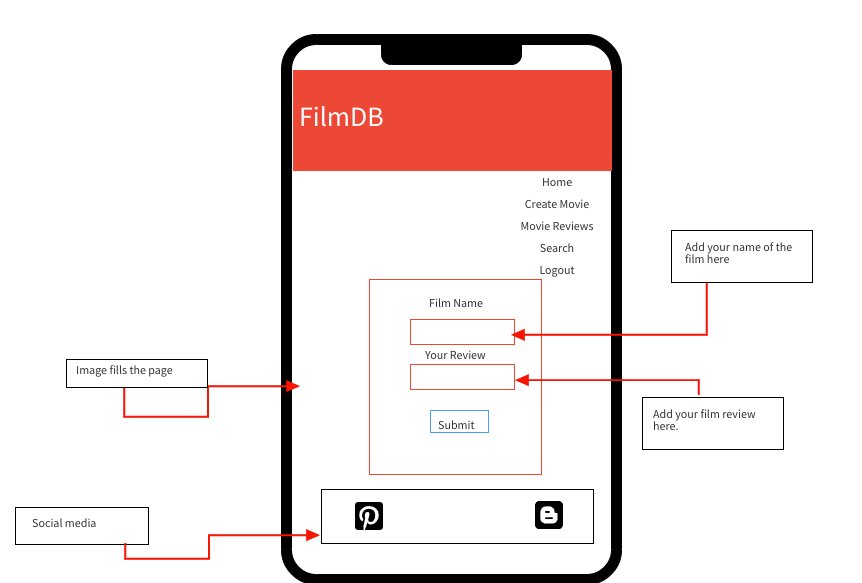 FilmDB
Home
Create Movie
Movie Reviews
Search
Logout
Add your name of the
film here
Film Name
Your Review
Image fills the page
Submit
Add your film review
here.
Social media